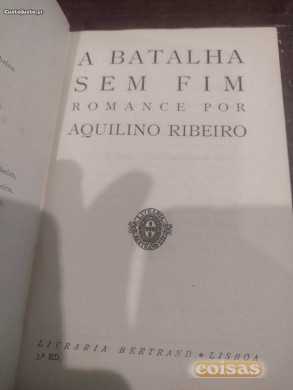 CustoJusto.pt
A BATALHA
SEM FIM
ROMANCE POR
AQUILINO RIBEIRO
LIVRARIA BERTRAND * LISBOA
1.ª ED.
coisas